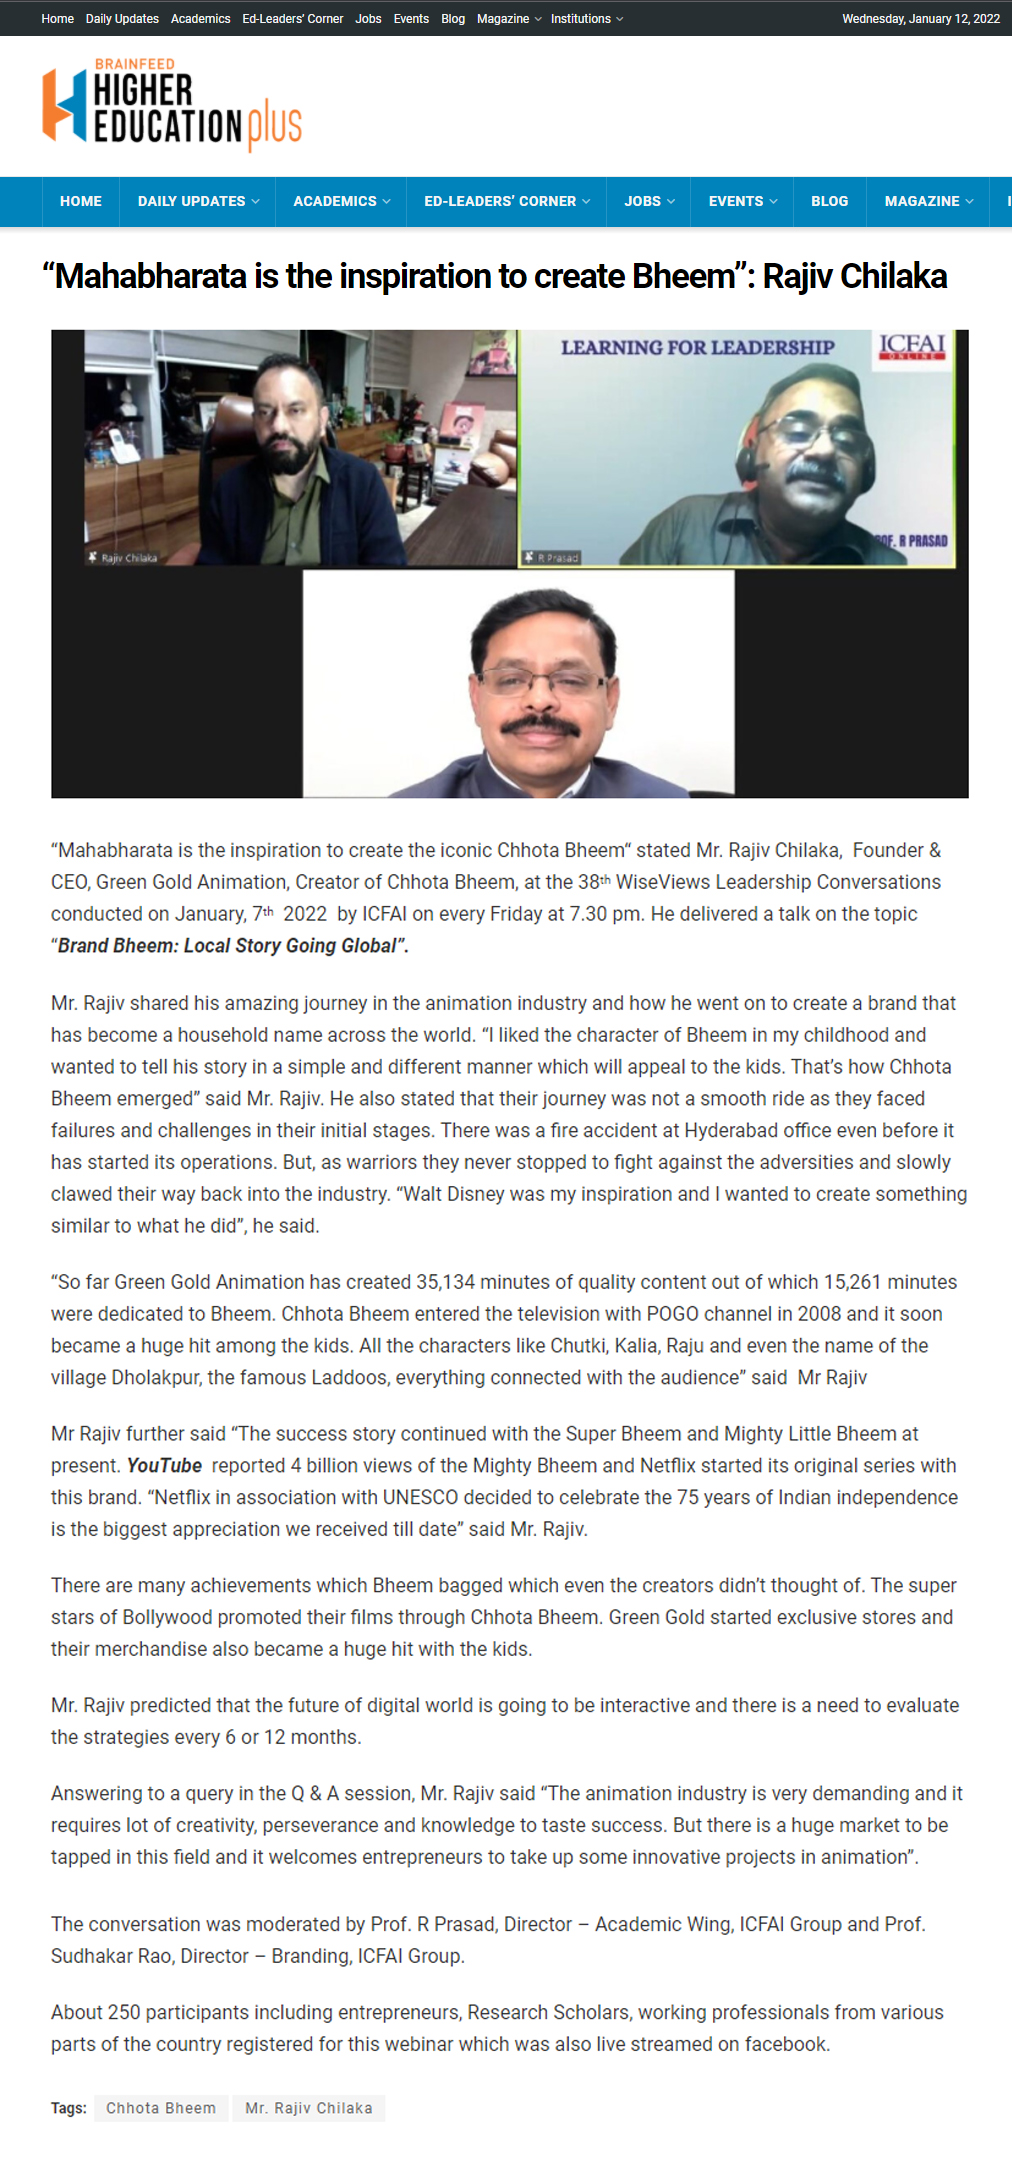 Home Daily Updates Academics Ed-Leaders' Corner Jobs Events Blog Magazine Institutions Wednesday, January 12, 2022
BRAINFEED
HIGHER
EDUCATION plus
HOME DAILY UPDATES ACADEMICS ED-LEADERS' CORNER JOBS EVENTS BLOG MAGAZINE
“Mahabharata is the inspiration to create Bheem”: Rajiv Chilaka
LEARNING FOR LEADERSHIP
ICFAI
ONLINE
OF. R PRASAD
Rajiv Chilaka
R Prasad
“Mahabharata is the inspiration to create the iconic Chhota Bheem“ stated Mr. Rajiv Chilaka,  Founder &
CEO, Green Gold Animation, Creator of Chhota Bheem, at the 38th WiseViews Leadership Conversations
conducted on January, 7th  2022  by ICFAI on every Friday at 7.30 pm. He delivered a talk on the topic
“Brand Bheem: Local Story Going Global”.
Mr. Rajiv shared his amazing journey in the animation industry and how he went on to create a brand that
has become a household name across the world. “I liked the character of Bheem in my childhood and
wanted to tell his story in a simple and different manner which will appeal to the kids. That’s how Chhota
Bheem emerged” said Mr. Rajiv. He also stated that their journey was not a smooth ride as they faced
failures and challenges in their initial stages. There was a fire accident at Hyderabad office even before it
has started its operations. But, as warriors they never stopped to fight against the adversities and slowly
clawed their way back into the industry. “Walt Disney was my inspiration and I wanted to create something
similar to what he did”, he said.
“So far Green Gold Animation has created 35,134 minutes of quality content out of which 15,261 minutes
were dedicated to Bheem. Chhota Bheem entered the television with POGO channel in 2008 and it soon
became a huge hit among the kids. All the characters like Chutki, Kalia, Raju and even the name of the
village Dholakpur, the famous Laddoos, everything connected with the audience” said  Mr Rajiv
Mr Rajiv further said “The success story continued with the Super Bheem and Mighty Little Bheem at
present. YouTube  reported 4 billion views of the Mighty Bheem and Netflix started its original series with
this brand. “Netflix in association with UNESCO decided to celebrate the 75 years of Indian independence
is the biggest appreciation we received till date” said Mr. Rajiv.
There are many achievements which Bheem bagged which even the creators didn’t thought of. The super
stars of Bollywood promoted their films through Chhota Bheem. Green Gold started exclusive stores and
their merchandise also became a huge hit with the kids.
Mr. Rajiv predicted that the future of digital world is going to be interactive and there is a need to evaluate
the strategies every 6 or 12 months.
Answering to a query in the Q & A session, Mr. Rajiv said “The animation industry is very demanding and it
requires lot of creativity, perseverance and knowledge to taste success. But there is a huge market to be
tapped in this field and it welcomes entrepreneurs to take up some innovative projects in animation”.
The conversation was moderated by Prof. R Prasad, Director – Academic Wing, ICFAI Group and Prof.
Sudhakar Rao, Director – Branding, ICFAI Group.
About 250 participants including entrepreneurs, Research Scholars, working professionals from various
parts of the country registered for this webinar which was also live streamed on facebook.
Tags: Chhota Bheem Mr. Rajiv Chilaka